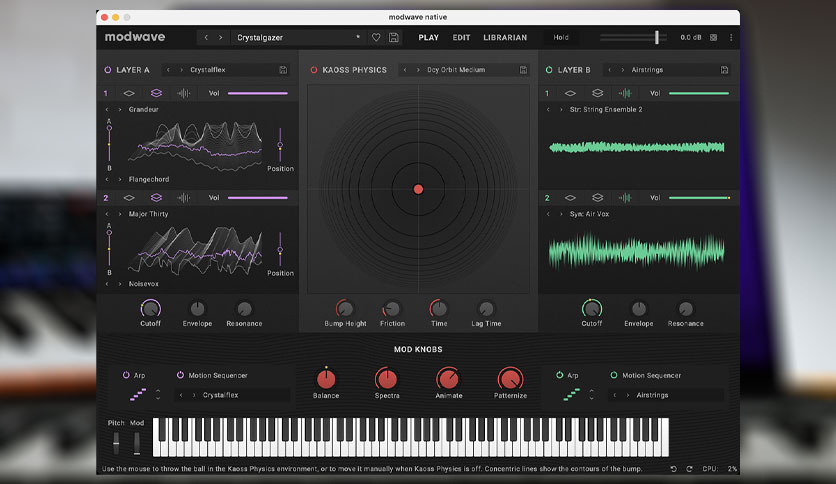 modwave native
modwave
Crystalgazer
PLAY
EDIT
LIBRARIAN
Hold
0.0 dB
LAYER A
Crystalflex
KAOSS PHYSICS
Dcy Orbit Medium
LAYER B
Airstrings
1
Vol
1
Vol
Grandeur
Str: String Ensemble 2
A
B
Position
Flangechord
2
Vol
2
Vol
Major Thirty
Syn: Air Vox
A
B
Position
Noisevox
Cutoff
Envelope
Resonance
Bump Height
Friction
Time
Lag Time
Cutoff
Envelope
Resonance
MOD KNOBS
Arp
Motion Sequencer
Crystalflex
Balance
Spectra
Animate
Patternize
Arp
Motion Sequencer
Airstrings
Pitch
Mod
Use the mouse to throw the ball in the Kaoss Physics environment, or to move it manually when Kaoss Physics is off. Concentric lines show the contours of the bump.
CPU:
2%